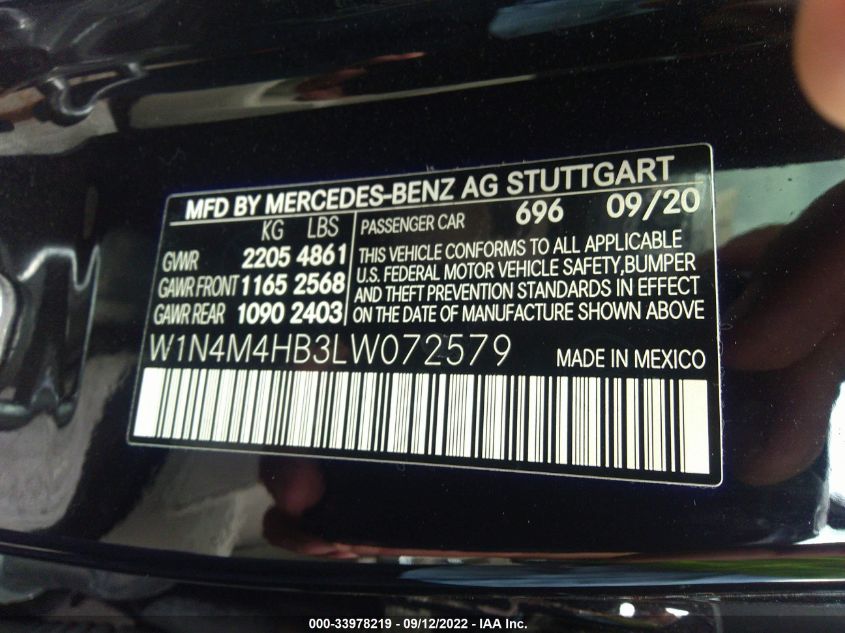 MFD BY MERCEDES-BENZ AG STUTTGART
KG LBS
GVWR 2205 4861
GAWR FRONT 1165 2568
GAWR REAR 1090 2403
PASSENGER CAR 696 09/20
THIS VEHICLE CONFORMS TO ALL APPLICABLE
U.S. FEDERAL MOTOR VEHICLE SAFETY,BUMPER
AND THEFT PREVENTION STANDARDS IN EFFECT
ON THE DATE OF MANUFACTURE SHOWN ABOVE
W1N4M4HB3LW072579 MADE IN MEXICO
000-33978219 - 09/12/2022 - IAA Inc.